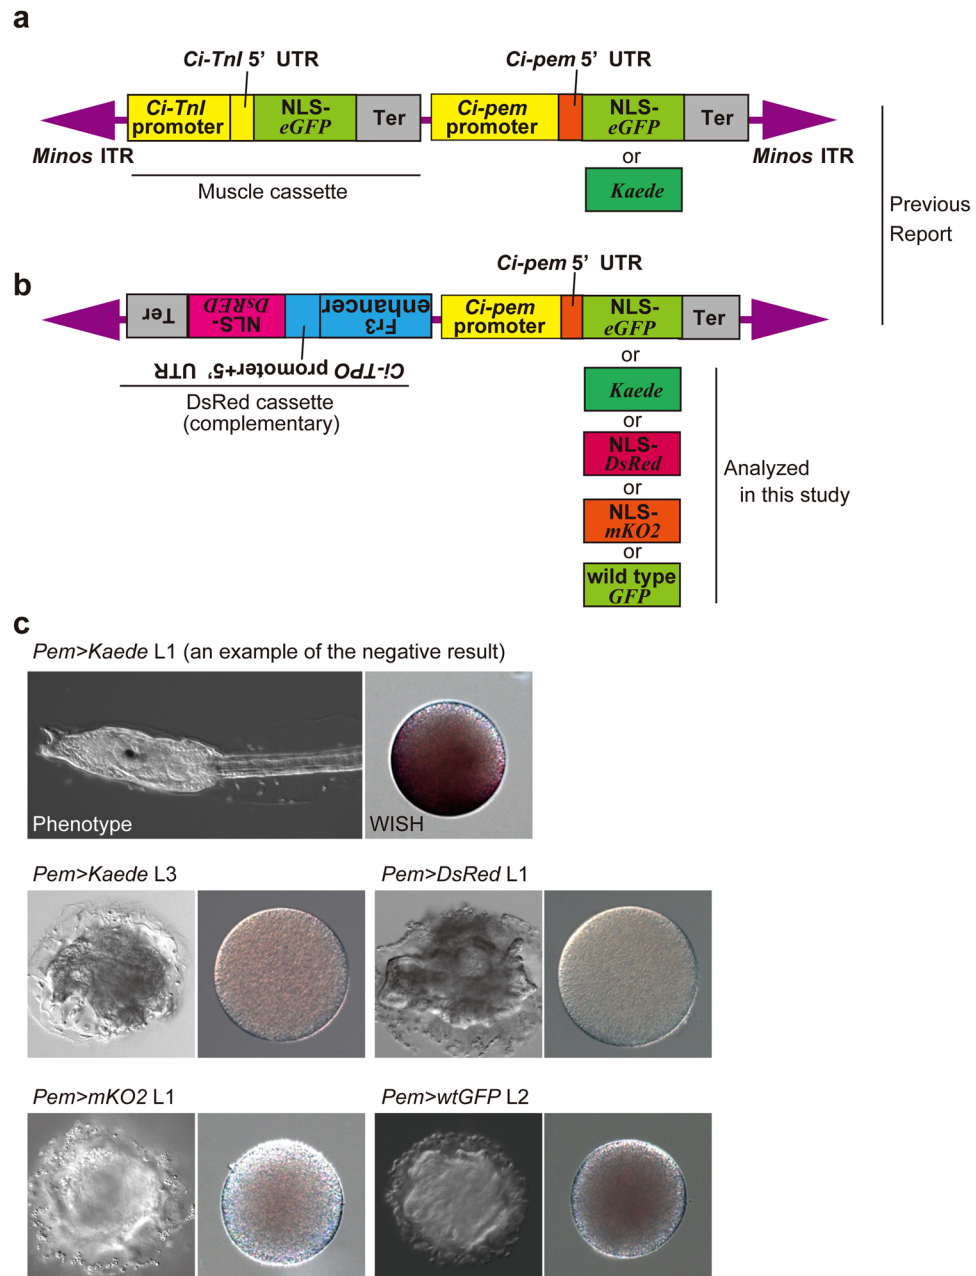 a
Ci-TnI 5’ UTR
Ci-pem 5’ UTR
Ci-TnI promoter
NLS-eGFP
Ter
Ci-pem promoter
NLS-eGFP
Ter
Minos ITR
Minos ITR
or
Muscle cassette
Kaede
Previous
Report
Ci-pem 5’ UTR
b
Ter
NLS-DsRED
Fr3 enhancer
Ci-pem promoter
NLS-eGFP
Ter
Ci-TPO promoter+5’ UTR
or
DsRed cassette
(complementary)
Kaede
or
NLS-DsRed
Analyzed
in this study
or
NLS-mKO2
or
wild type GFP
c
Pem>Kaede L1 (an example of the negative result)
Phenotype
WISH
Pem>Kaede L3
Pem>DsRed L1
Pem>mKO2 L1
Pem>wtGFP L2